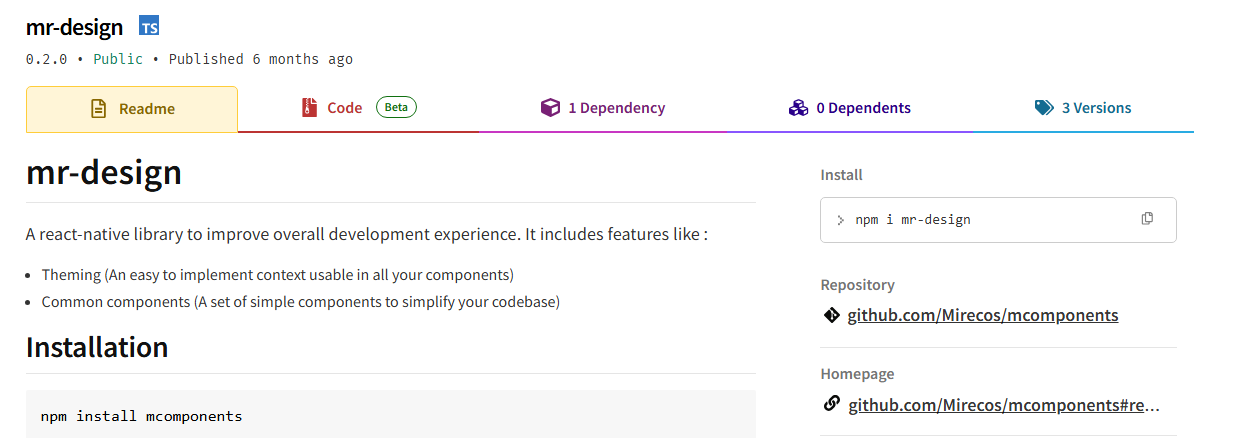 mr-design TS
0.2.0 • Public • Published 6 months ago
Readme
Code Beta
1 Dependency
0 Dependents
3 Versions
mr-design
A react-native library to improve overall development experience. It includes features like :
• Theming (An easy to implement context usable in all your components)
• Common components (A set of simple components to simplify your codebase)
Installation
npm install mcomponents
Install
> npm i mr-design
Repository
github.com/Mirecos/mcomponents
Homepage
github.com/Mirecos/mcomponents#re...